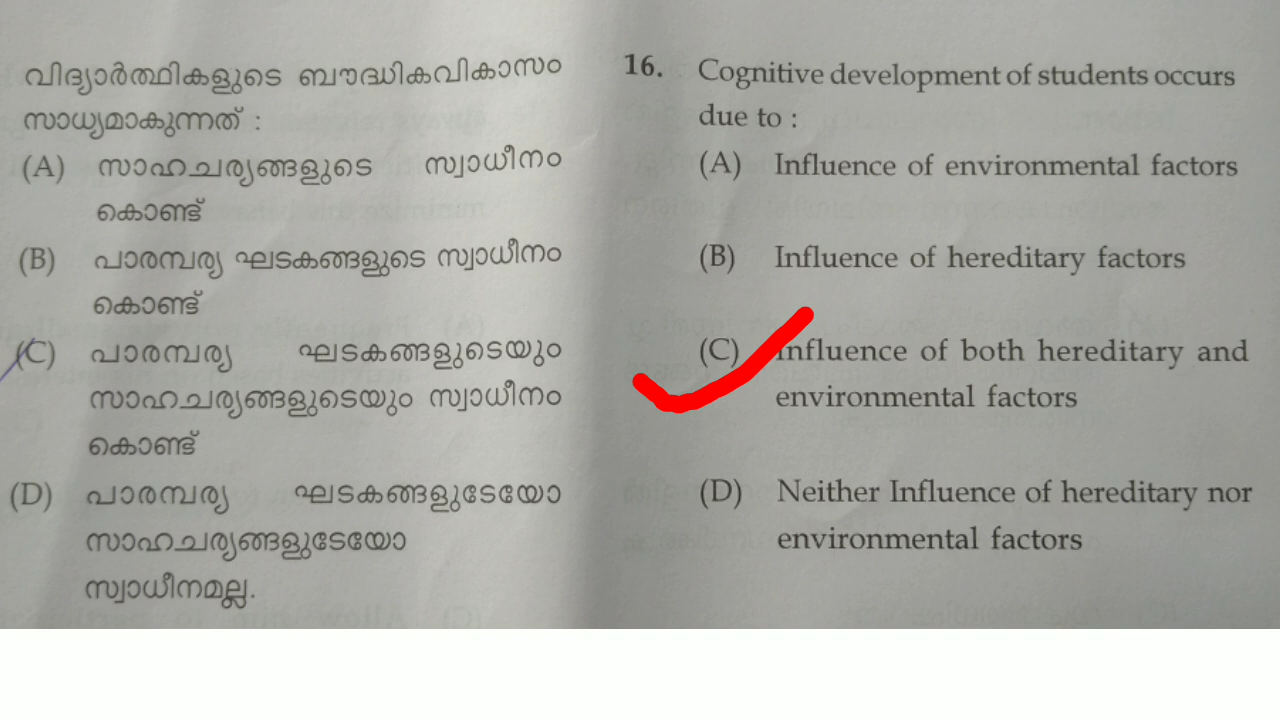 വിദ്യാർത്ഥികളുടെ ബൗദ്ധികവികാസം
സാധ്യമാകുന്നത് :
(A) സാഹചര്യങ്ങളുടെ സ്വാധീനം
കൊണ്ട്
(B) പാരമ്പര്യ ഘടകങ്ങളുടെ സ്വാധീനം
കൊണ്ട്
(C) പാരമ്പര്യ ഘടകങ്ങളുടെയും
സാഹചര്യങ്ങളുടെയും സ്വാധീനം
കൊണ്ട്
(D) പാരമ്പര്യ ഘടകങ്ങളുടേയോ
സാഹചര്യങ്ങളുടേയോ
സ്വാധീനമല്ല.
16. Cognitive development of students occurs
due to :
(A) Influence of environmental factors
(B) Influence of hereditary factors
(C) Influence of both hereditary and
environmental factors
(D) Neither Influence of hereditary nor
environmental factors